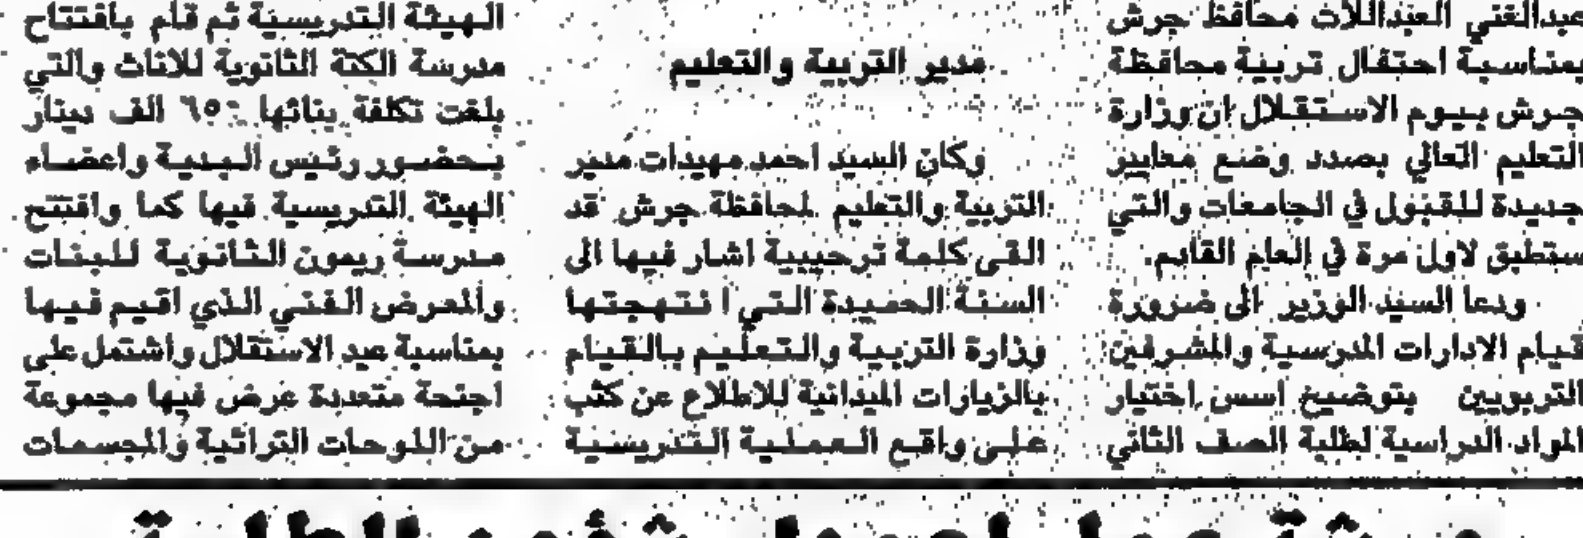 عبدالغني العبداللات محافظ جرش
بمناسبة احتفال تربية محافظة
جرش بيوم الاستقلال ان وزارة
التعليم العالي بصدد وضع معايير
جديدة للقبول في الجامعات والتي
ستطبق لاول مرة في العام القادم.
ودعا السيد الوزير الى ضرورة
قيام الادارات المدرسية والمشرفين
التربويين بتوضيح اسس اختيار
المواد الدراسية لطلبة الصف الثاني
مدير التربية والتعليم
وكان السيد احمد مهيدات مدير
التربية والتعليم لمحافظة جرش قد
القى كلمة ترحيبية اشار فيها الى
السنة الحميدة التي انتهجتها
وزارة التربية والتعليم بالقيام
بالزيارات الميدانية للاطلاع عن كثب
على واقع العملية التدريسية
الهيئة التدريسية ثم قام بافتتاح
مدرسة الكتة الثانوية للاناث والتي
بلغت تكلفة بنائها ٦٥٠ الف دينار
بحضور رئيس البدية واعضاء
الهيئة التدريسية فيها كما وافتتح
مدرسة ريمون الثانوية للبنات
والمعرض الفني الذي اقيم فيها
بمناسبة عيد الاستقلال واشتمل على
اجنحة متعددة عرض فيها مجموعة
من اللوحات التراثية والمجسمات